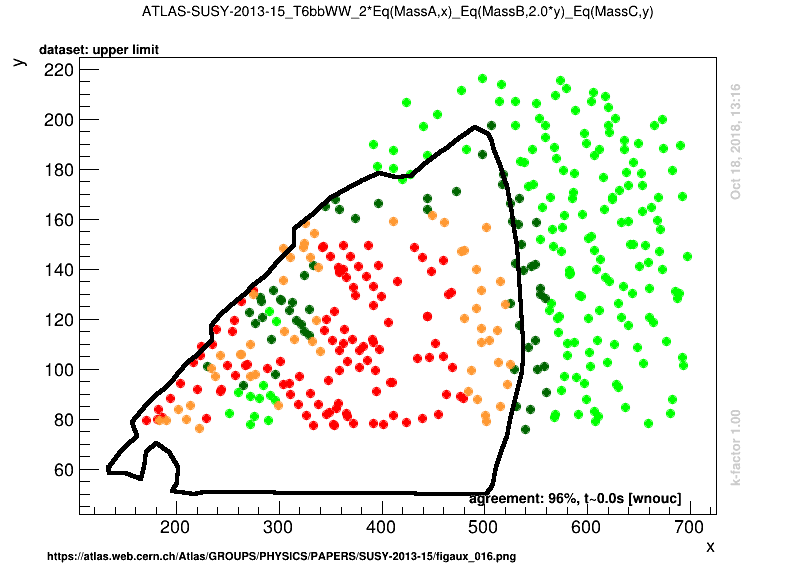 ATLAS-SUSY-2013-15_T6bbWW_2*Eq(MassA,x)_Eq(MassB,2.0*y)_Eq(MassC,y)
dataset: upper limit
y
220
200
180
160
140
120
100
80
60
200 300 400 500 600 700
x
Oct 18, 2018, 13:16
k-factor 1.00
agreement: 96%, t~0.0s [wnouc]
https://atlas.web.cern.ch/Atlas/GROUPS/PHYSICS/PAPERS/SUSY-2013-15/figaux_016.png